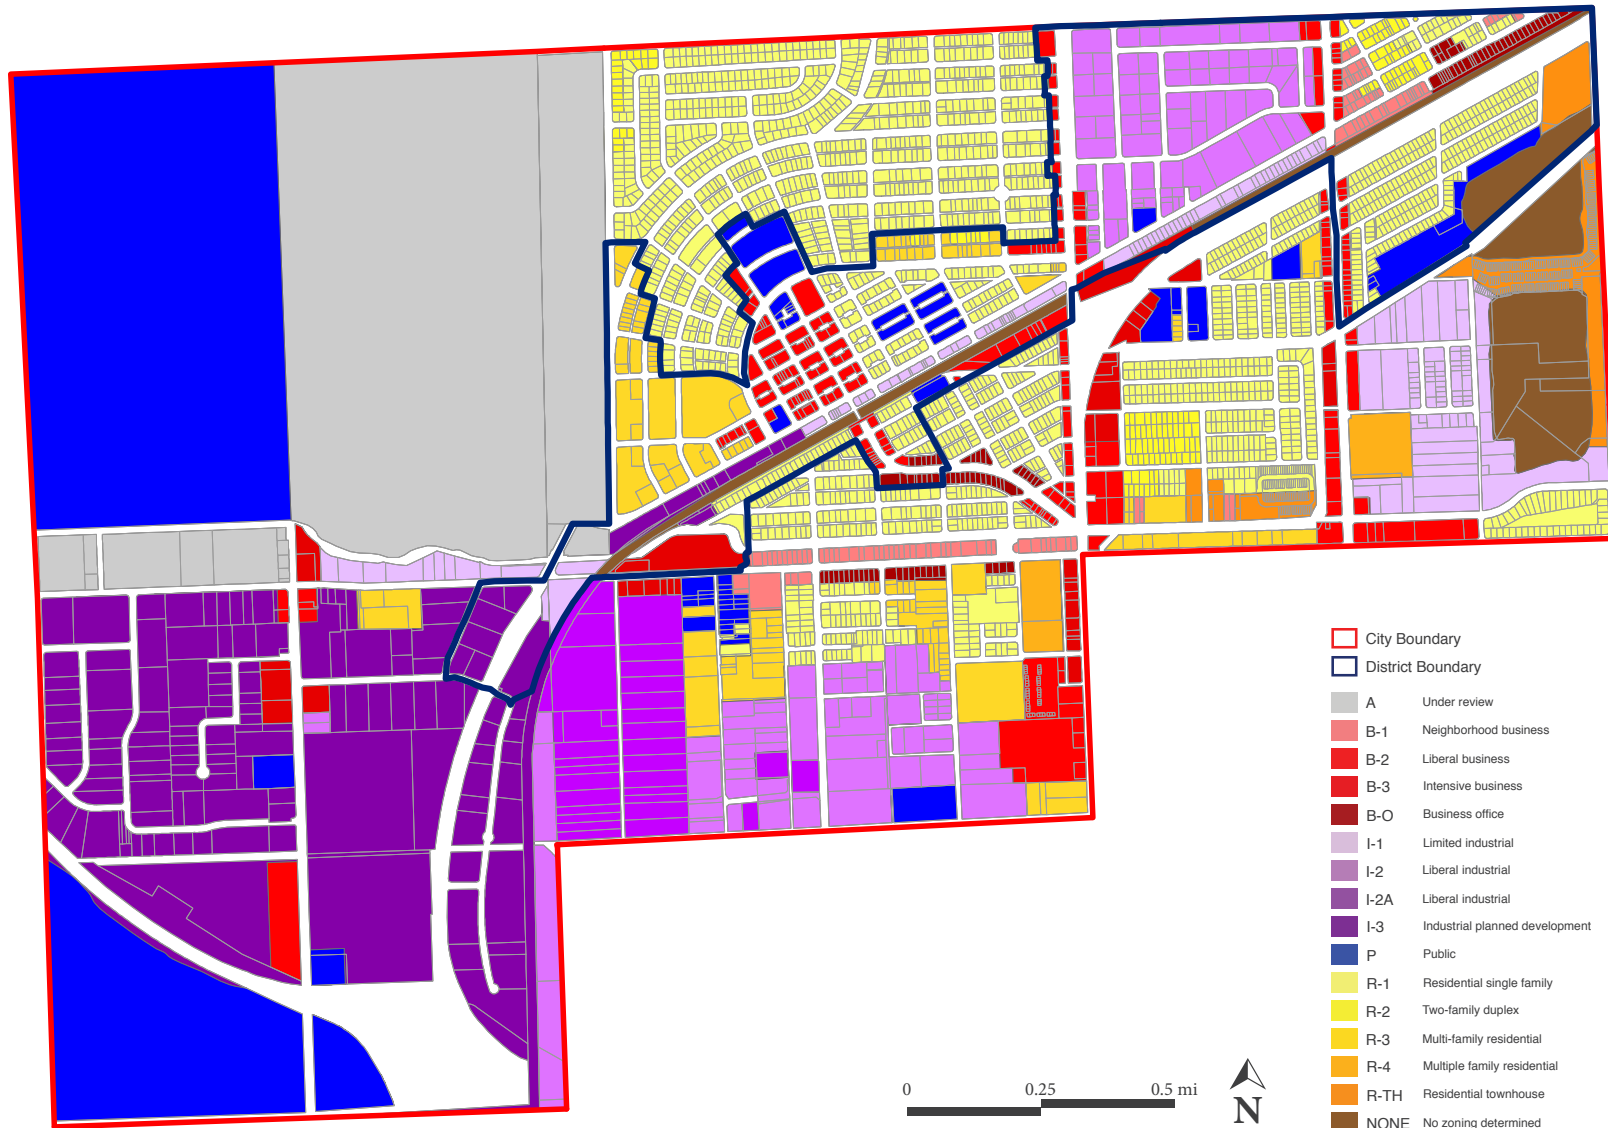 City Boundary
District Boundary
A Under review
B-1 Neighborhood business
B-2 Liberal business
B-3 Intensive business
B-O Business office
I-1 Limited industrial
I-2 Liberal industrial
I-2A Liberal industrial
I-3 Industrial planned development
P Public
R-1 Residential single family
R-2 Two-family duplex
R-3 Multi-family residential
R-4 Multiple family residential
R-TH Residential townhouse
NONE No zoning determined
0 0.25 0.5 mi
N